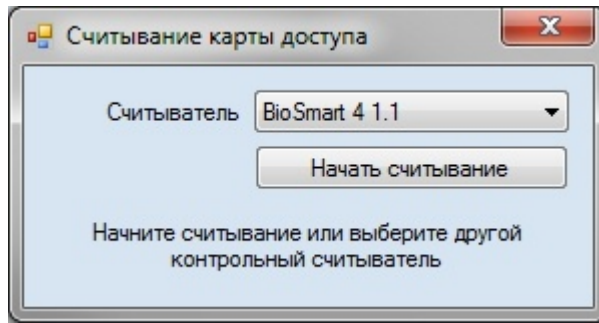 Считывание карты доступа
Считыватель BioSmart 4 1.1
Начать считывание
Начните считывание или выберите другой
контрольный считыватель